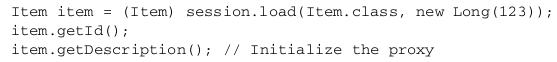 Item item = (Item) session.load(Item.class, new Long(123));
item.getId();
item.getDescription(); // Initialize the proxy